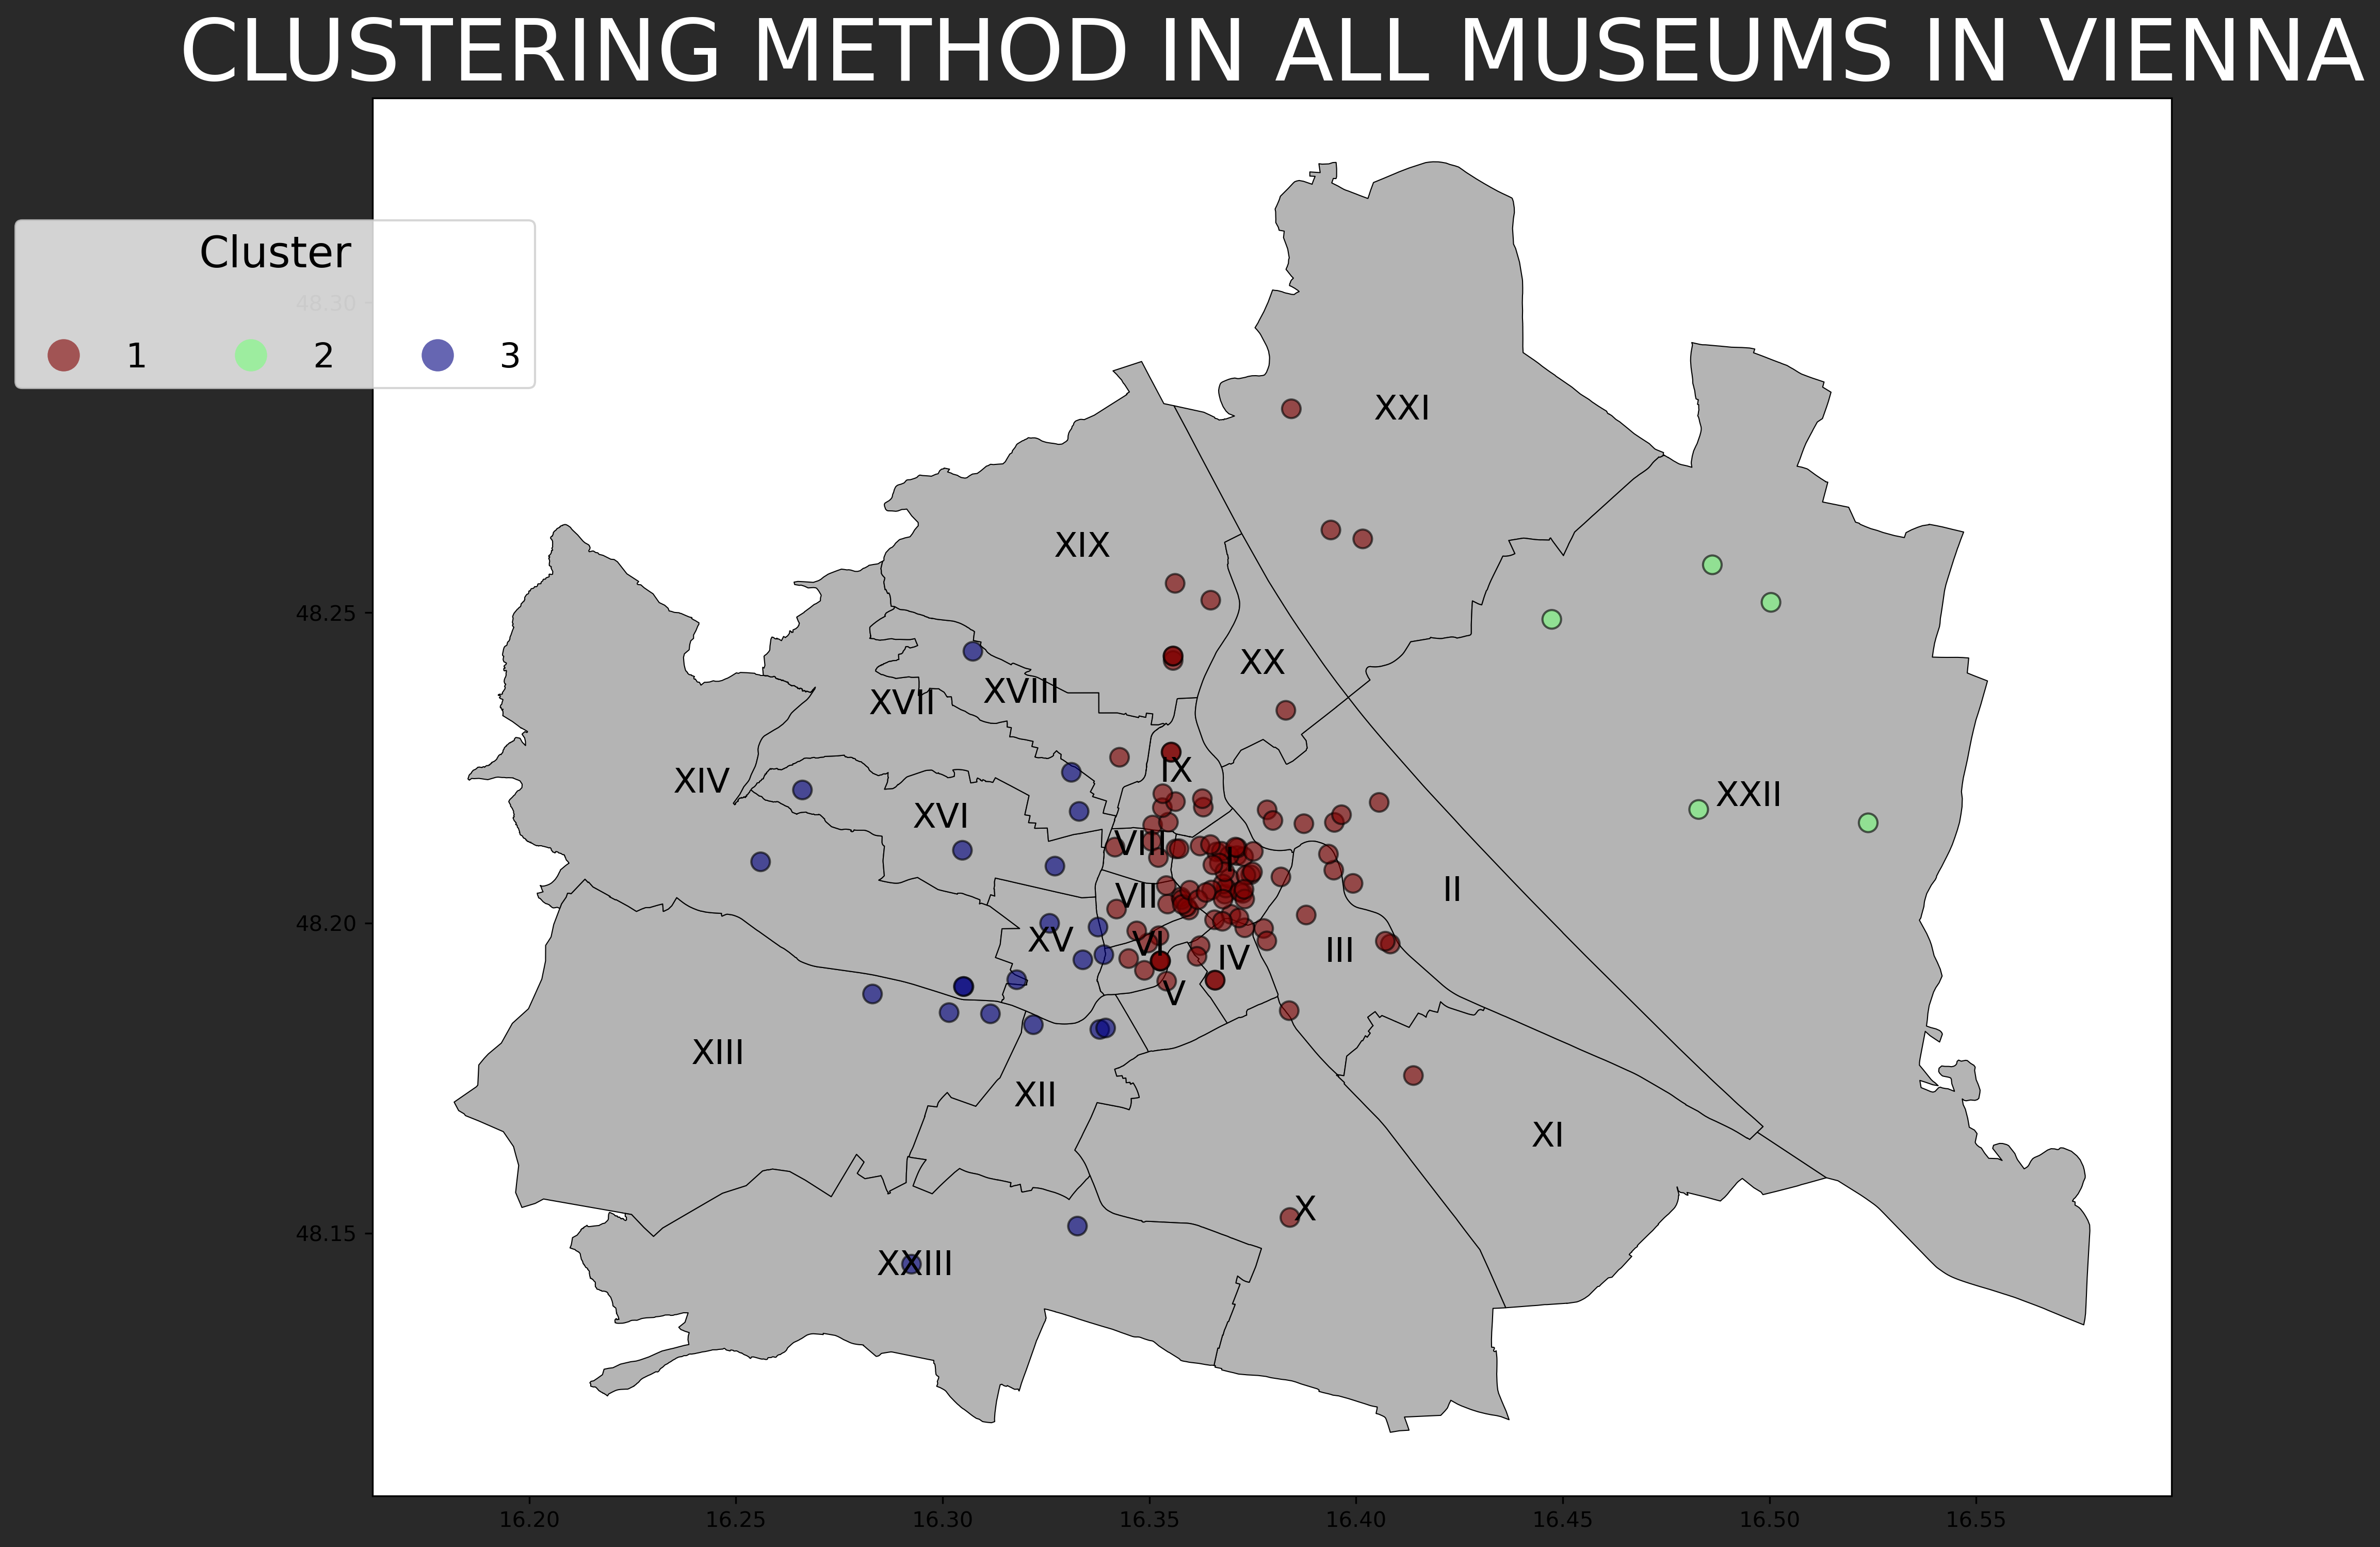 CLUSTERING METHOD IN ALL MUSEUMS IN VIENNA
Cluster
1 2 3
48.30
48.25
48.20
48.15
XXI
XIX
XX
XVIII
XVII
IX
XIV
XXII
XVI
VIII
I
VII
II
XV
VI
IV
III
V
XIII
XII
XI
X
XXIII
16.20 16.25 16.30 16.35 16.40 16.45 16.50 16.55